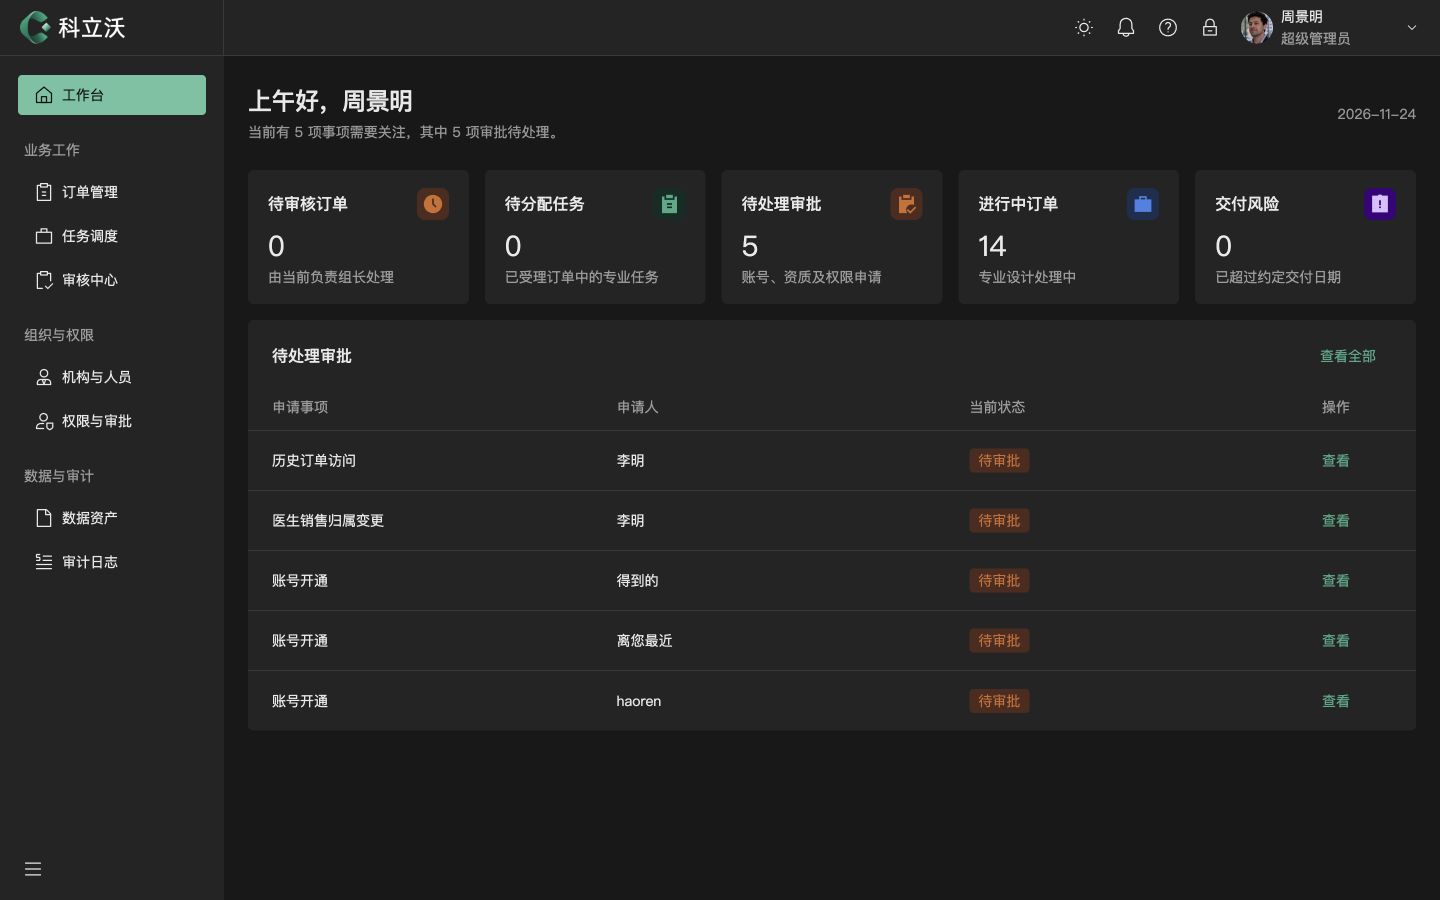 科立沃
周景明
超级管理员
工作台
业务工作
订单管理
任务调度
审核中心
组织与权限
机构与人员
权限与审批
数据与审计
数据资产
审计日志
上午好，周景明
当前有 5 项事项需要关注，其中 5 项审批待处理。
2026-11-24
待审核订单
0
由当前负责组长处理
待分配任务
0
已受理订单中的专业任务
待处理审批
5
账号、资质及权限申请
进行中订单
14
专业设计处理中
交付风险
0
已超过约定交付日期
待处理审批 查看全部
申请事项 申请人 当前状态 操作
历史订单访问 李明 待审批 查看
医生销售归属变更 李明 待审批 查看
账号开通 得到的 待审批 查看
账号开通 离您最近 待审批 查看
账号开通 haoren 待审批 查看